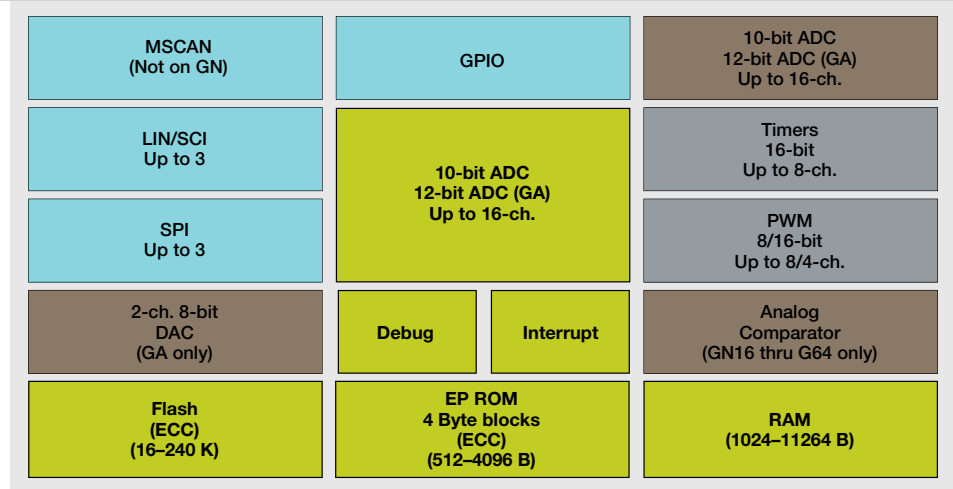 MSCAN
(Not on GN)
GPIO
10-bit ADC
12-bit ADC (GA)
Up to 16-ch.
LIN/SCI
Up to 3
10-bit ADC
12-bit ADC (GA)
Up to 16-ch.
Timers
16-bit
Up to 8-ch.
SPI
Up to 3
PWM
8/16-bit
Up to 8/4-ch.
2-ch. 8-bit
DAC
(GA only)
Debug
Interrupt
Analog
Comparator
(GN16 thru G64 only)
Flash
(ECC)
(16–240 K)
EP ROM
4 Byte blocks
(ECC)
(512–4096 B)
RAM
(1024–11264 B)